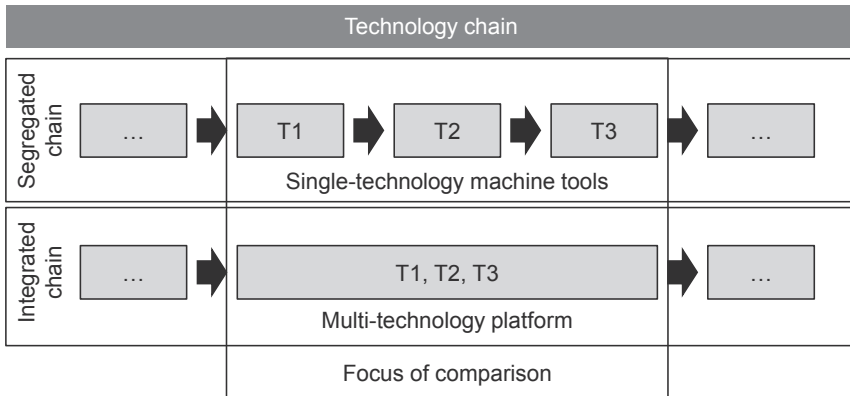 Technology chain
Segregated
chain
… T1 T2 T3 …
Single-technology machine tools
Integrated
chain
… T1, T2, T3 …
Multi-technology platform
Focus of comparison